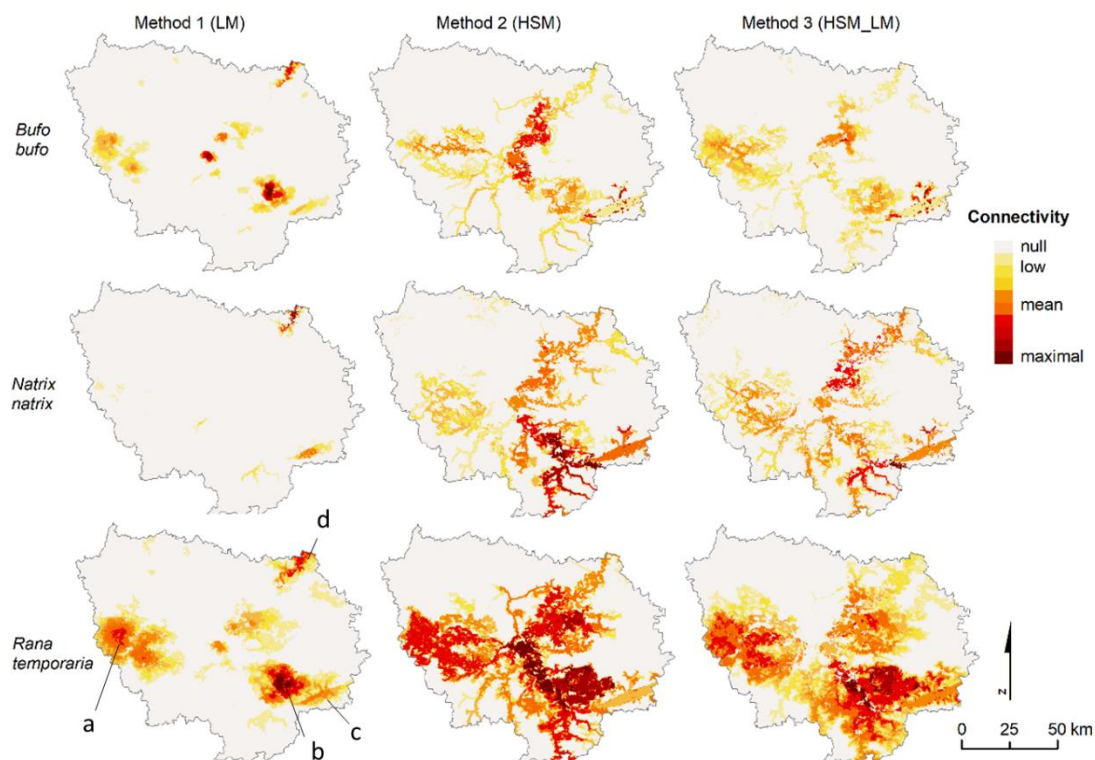 Method 1 (LM)
Method 2 (HSM)
Method 3 (HSM_LM)
Bufo
bufo
Connectivity
null
low
mean
maximal
Natrix
natrix
d
Rana
temporaria
a
b
c
z
0 25 50 km